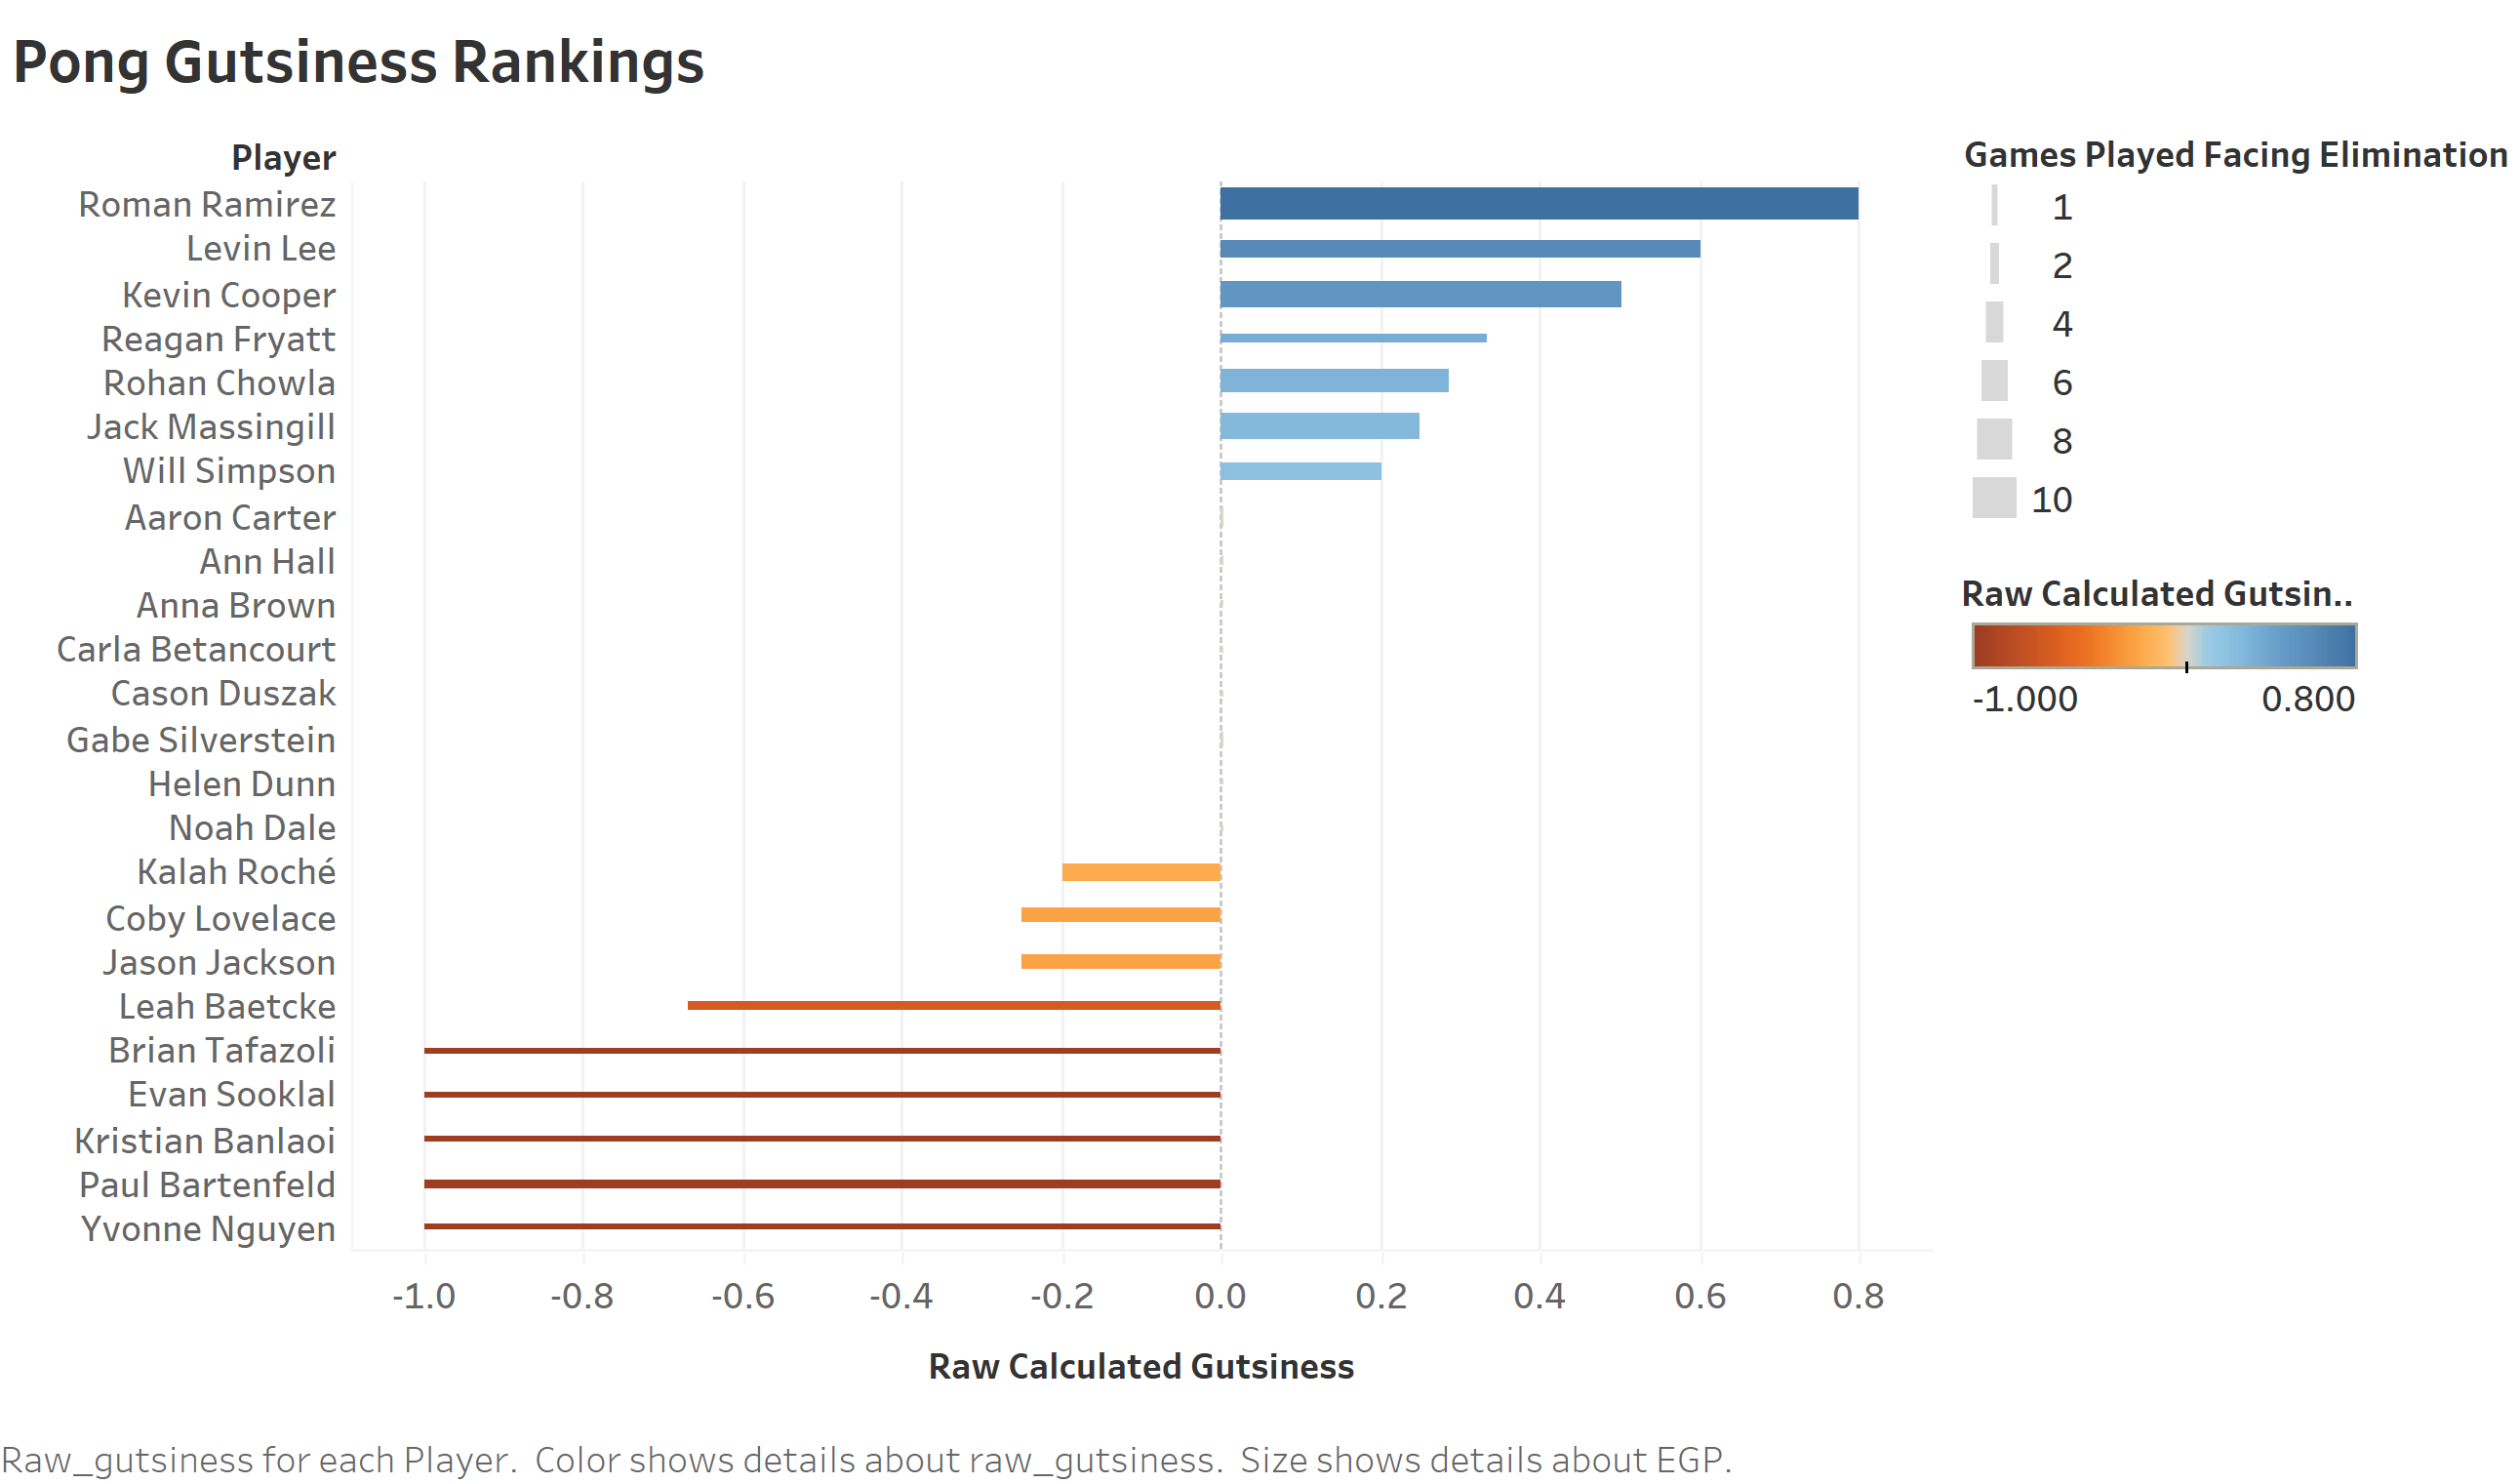 Pong Gutsiness Rankings
Player
Roman Ramirez
Levin Lee
Kevin Cooper
Reagan Fryatt
Rohan Chowla
Jack Massingill
Will Simpson
Aaron Carter
Ann Hall
Anna Brown
Carla Betancourt
Cason Duszak
Gabe Silverstein
Helen Dunn
Noah Dale
Kalah Roché
Coby Lovelace
Jason Jackson
Leah Baetcke
Brian Tafazoli
Evan Sooklal
Kristian Banlaoi
Paul Bartenfeld
Yvonne Nguyen
-1.0 -0.8 -0.6 -0.4 -0.2 0.0 0.2 0.4 0.6 0.8
Raw Calculated Gutsiness
Games Played Facing Elimination
1
2
4
6
8
10
Raw Calculated Gutsin..
-1.000 0.800
Raw_gutsiness for each Player.  Color shows details about raw_gutsiness.  Size shows details about EGP.